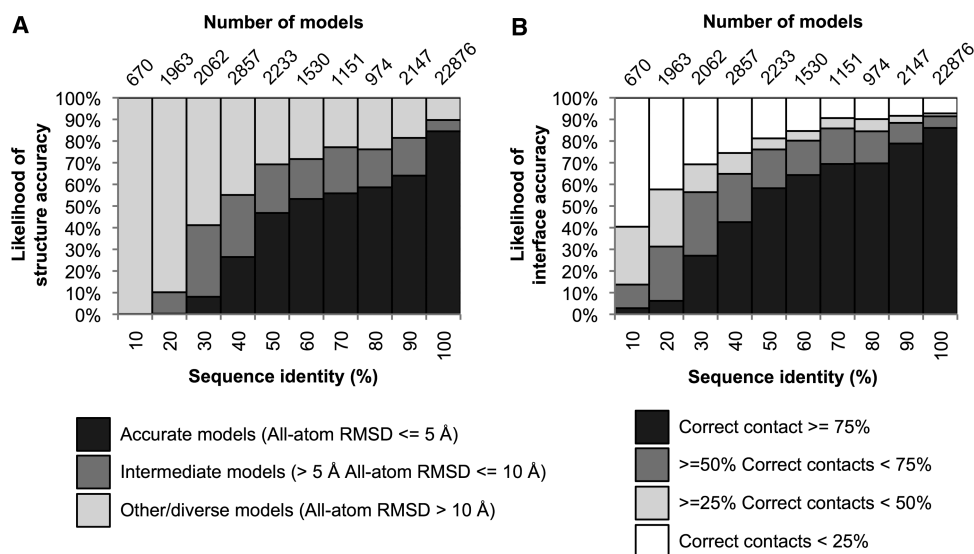 A
Number of models
670 1963 2062 2857 2233 1530 1151 974 2147 22876
100%
90%
80%
70%
60%
50%
40%
30%
20%
10%
0%
Likelihood of
structure accuracy
10 20 30 40 50 60 70 80 90 100
Sequence identity (%)
Accurate models (All-atom RMSD <= 5 Å)
Intermediate models (> 5 Å All-atom RMSD <= 10 Å)
Other/diverse models (All-atom RMSD > 10 Å)
B
Number of models
670 1963 2062 2857 2233 1530 1151 974 2147 22876
100%
90%
80%
70%
60%
50%
40%
30%
20%
10%
0%
Likelihood of
interface accuracy
10 20 30 40 50 60 70 80 90 100
Sequence identity (%)
Correct contact >= 75%
>=50% Correct contacts < 75%
>=25% Correct contacts < 50%
Correct contacts < 25%